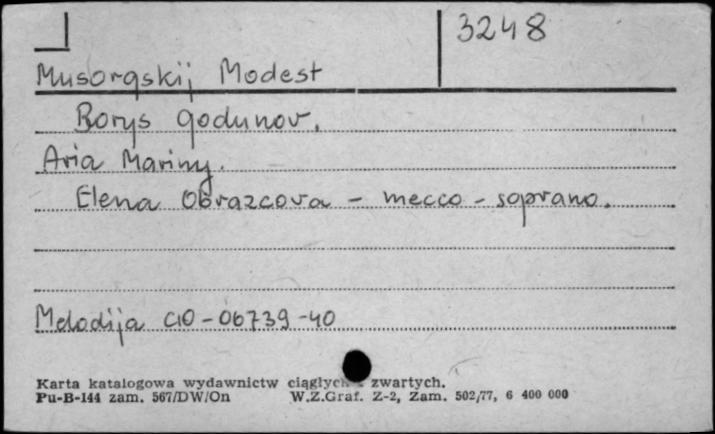 3248
Musorgskij Modest
Borys Godunov.
Aria Mariny.
Elena Obrazcova - mecco-soprano.
Melodija C10-06739-40
Karta katalogowa wydawnictw ciągłych i zwartych.
Pu-B-144 zam. 567/DW/On W.Z.Graf. Z-2, Zam. 502/77, 6 400 000